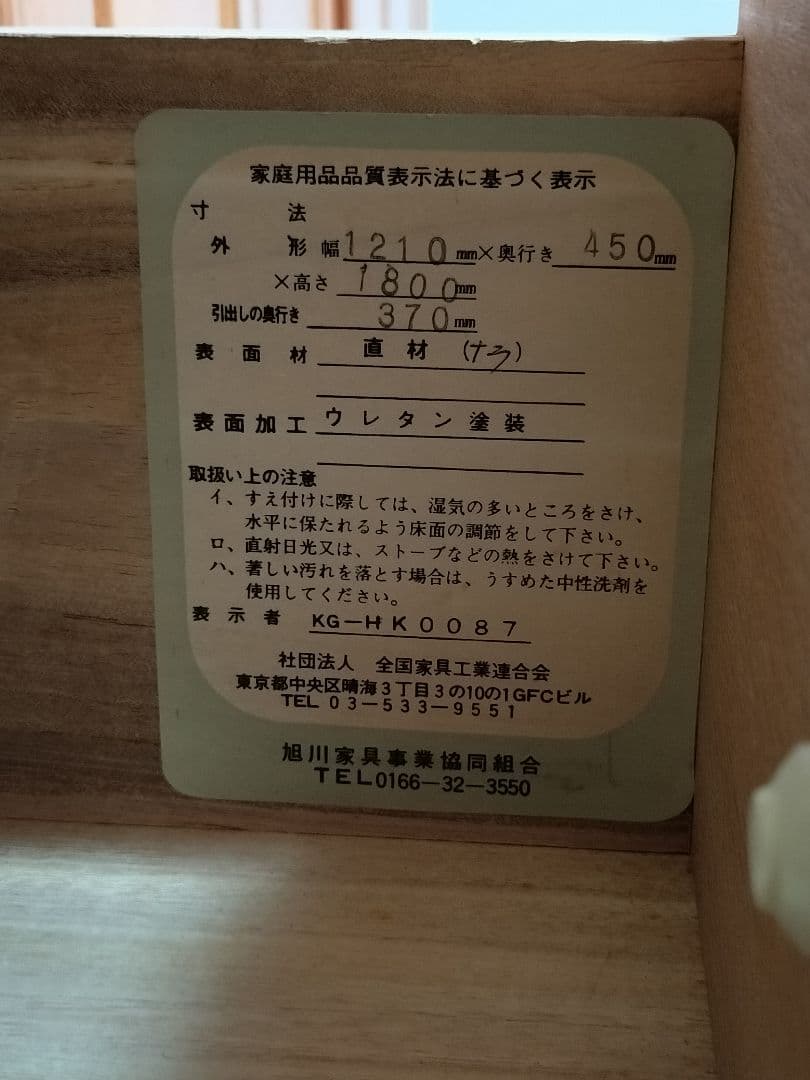 家庭用品品質表示法に基づく表示
寸法
外形 幅1210mm×奥行き 450mm
×高さ 1800mm
引出しの奥行き 370mm
表面材 直材 (ナラ)
表面加工 ウレタン塗装
取扱い上の注意
イ、すえ付けに際しては、湿気の多いところをさけ、
水平に保たれるよう床面の調節をして下さい。
ロ、直射日光又は、ストーブなどの熱をさけて下さい。
ハ、著しい汚れを落とす場合は、うすめた中性洗剤を
使用してください。
表示者 KG-HK0087
社団法人 全国家具工業連合会
東京都中央区晴海3丁目3の10の1GFCビル
TEL 03-533-9551
旭川家具事業協同組合
TEL0166-32-3550